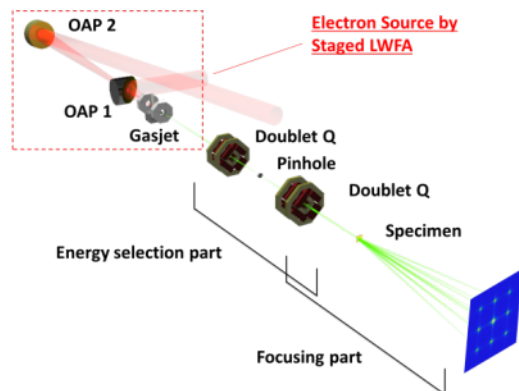 OAP 2
Electron Source by
Staged LWFA
OAP 1
Gasjet
Doublet Q
Pinhole
Doublet Q
Specimen
Energy selection part
Focusing part